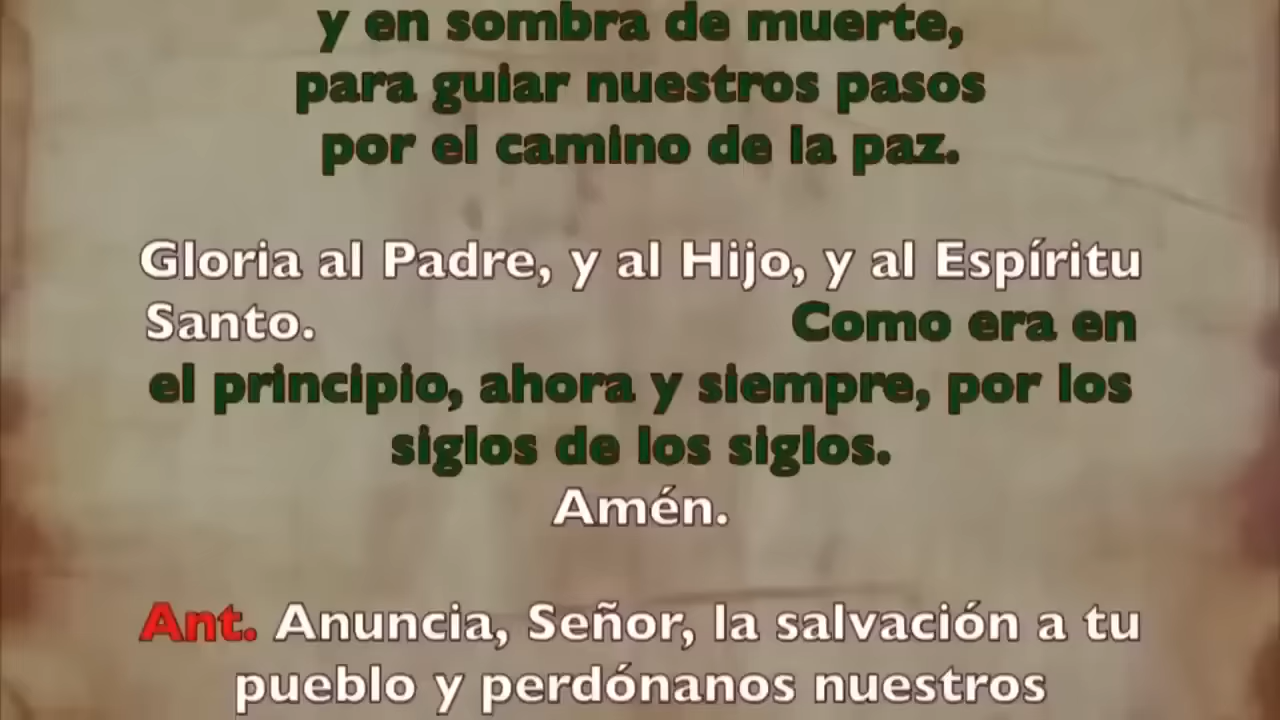 y en sombra de muerte,
para guiar nuestros pasos
por el camino de la paz.
Gloria al Padre, y al Hijo, y al Espíritu
Santo. Como era en
el principio, ahora y siempre, por los
siglos de los siglos.
Amén.
Ant. Anuncia, Señor, la salvación a tu
pueblo y perdónanos nuestros